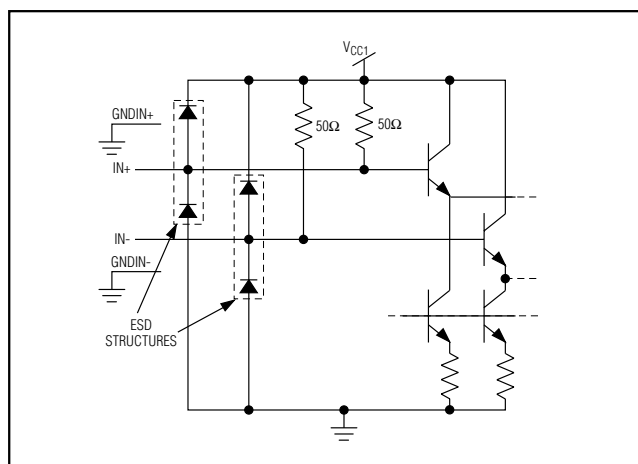 VCC1
GNDIN+
50Ω
50Ω
IN+
IN-
GNDIN-
ESD
STRUCTURES